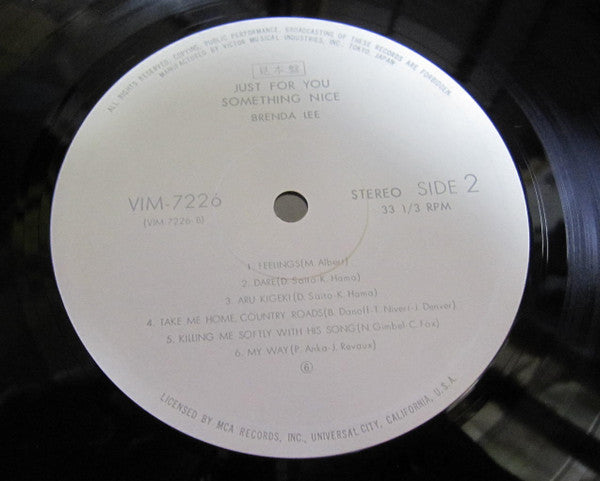 ALL RIGHTS RESERVED. COPYING, PUBLIC PERFORMANCE, BROADCASTING OF THESE RECORDS ARE FORBIDDEN.
MANUFACTURED BY VICTOR MUSICAL INDUSTRIES, INC. TOKYO, JAPAN
見本盤
JUST FOR YOU
SOMETHING NICE
BRENDA LEE
VIM-7226
(VIM-7226-B)
STEREO SIDE 2
33 1/3 RPM
1. FEELINGS(M. Albert)
2. DARE(D. Saito-K. Hama)
3. ARU KIGEKI(D. Saito-K. Hama)
4. TAKE ME HOME, COUNTRY ROADS(B. Danoff-T. Niveri-J. Denver)
5. KILLING ME SOFTLY WITH HIS SONG(N. Gimbel-C. Fox)
6. MY WAY(P. Anka-J. Revaux)
⑥
LICENSED BY MCA RECORDS, INC., UNIVERSAL CITY, CALIFORNIA, U.S.A.